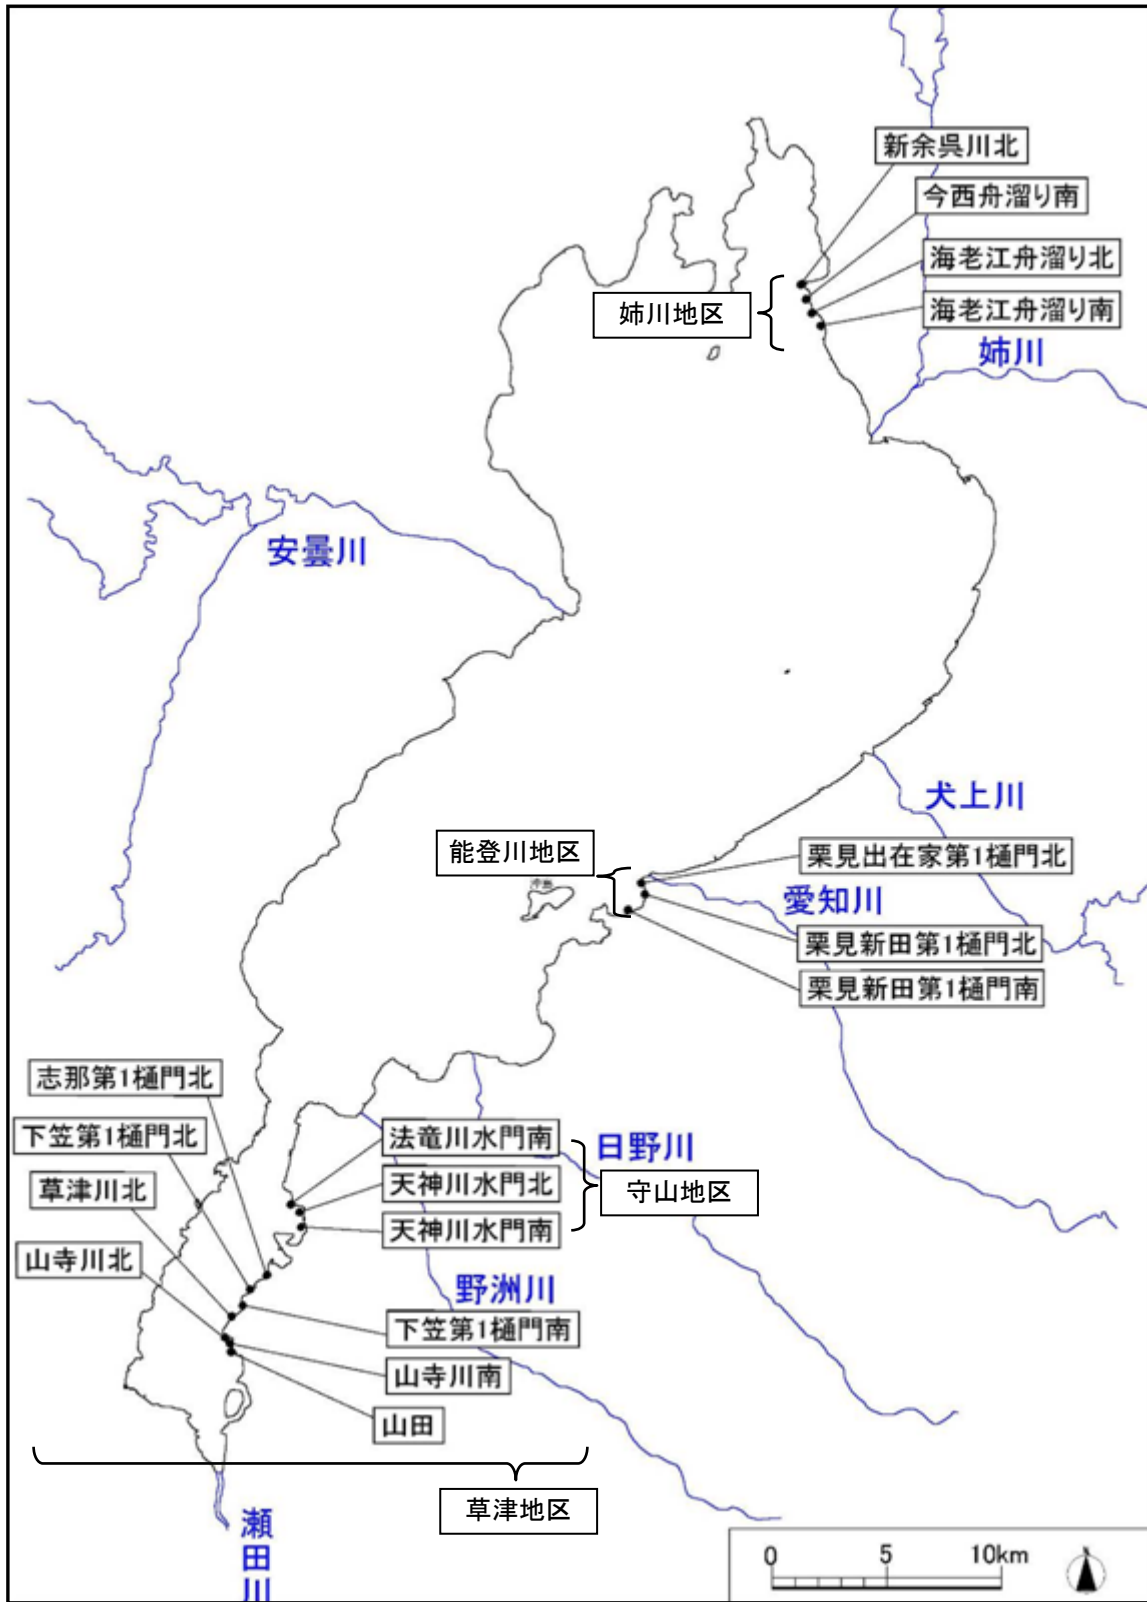 新余呉川北
今西舟溜り南
海老江舟溜り北
海老江舟溜り南
姉川地区
姉川
安曇川
犬上川
能登川地区
栗見出在家第1樋門北
沖島
愛知川
栗見新田第1樋門北
栗見新田第1樋門南
志那第1樋門北
下笠第1樋門北
法竜川水門南
日野川
草津川北
天神川水門北
守山地区
天神川水門南
山寺川北
野洲川
下笠第1樋門南
山寺川南
山田
草津地区
瀬田川
0 5 10km
N